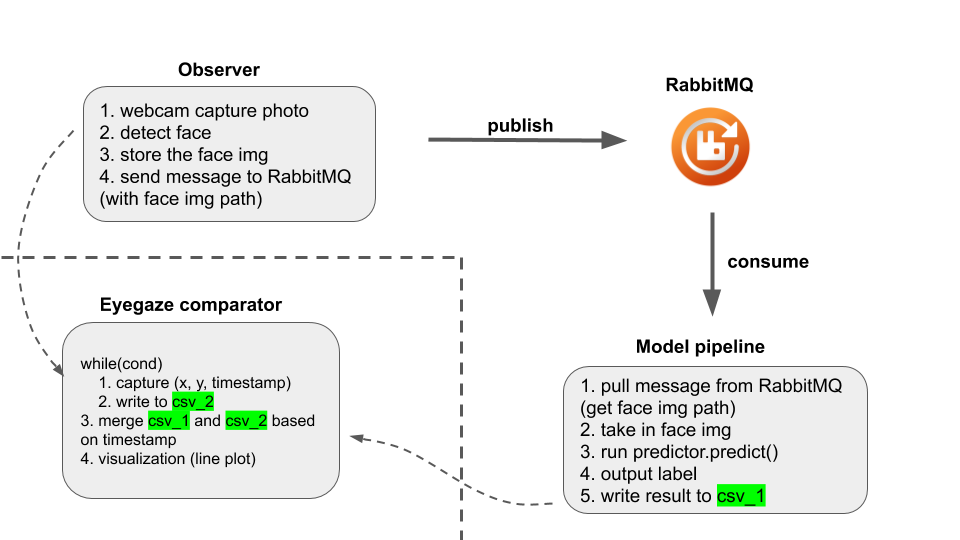 Observer
1. webcam capture photo
2. detect face
3. store the face img
4. send message to RabbitMQ
(with face img path)
publish
RabbitMQ
consume
Eyegaze comparator
while(cond)
1. capture (x, y, timestamp)
2. write to csv_2
3. merge csv_1 and csv_2 based
on timestamp
4. visualization (line plot)
Model pipeline
1. pull message from RabbitMQ
(get face img path)
2. take in face img
3. run predictor.predict()
4. output label
5. write result to csv_1